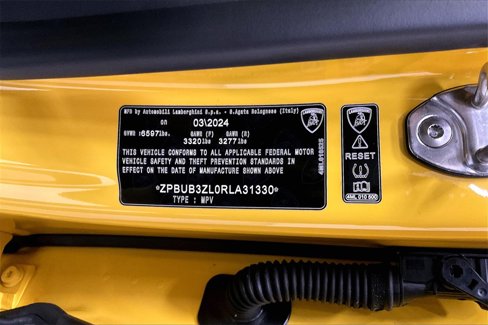 MFD by Automobili Lamborghini S.p.a. - S.Agata Bolognese (Italy)
on 03\2024
GVWR :6597lbs. GAWR (F) GAWR (R)
3320lbs 3277lbs
THIS VEHICLE CONFORMS TO ALL APPLICABLE FEDERAL MOTOR
VEHICLE SAFETY AND THEFT PREVENTION STANDARDS IN
EFFECT ON THE DATE OF MANUFACTURE SHOWN ABOVE
*ZPBUB3ZL0RLA31330*
TYPE : MPV
RESET
4ML 010 500